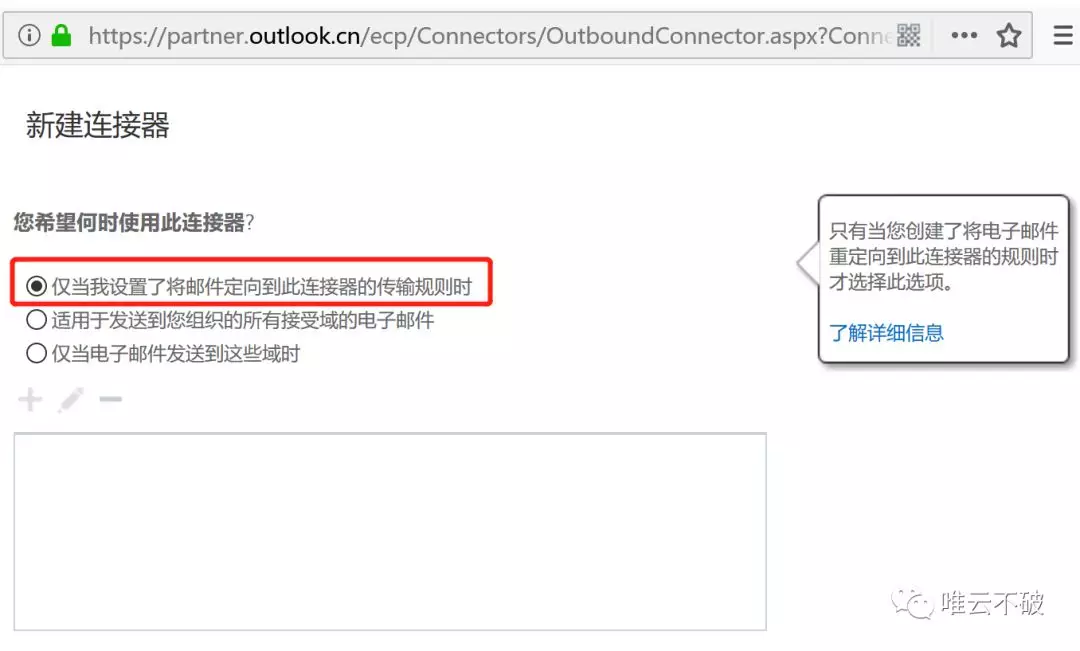 https://partner.outlook.cn/ecp/Connectors/OutboundConnector.aspx?Conne
新建连接器
您希望何时使用此连接器?
仅当我设置了将邮件定向到此连接器的传输规则时
适用于发送到您组织的所有接受域的电子邮件
仅当电子邮件发送到这些域时
只有当您创建了将电子邮件
重定向到此连接器的规则时
才选择此选项。
了解详细信息
唯云不破